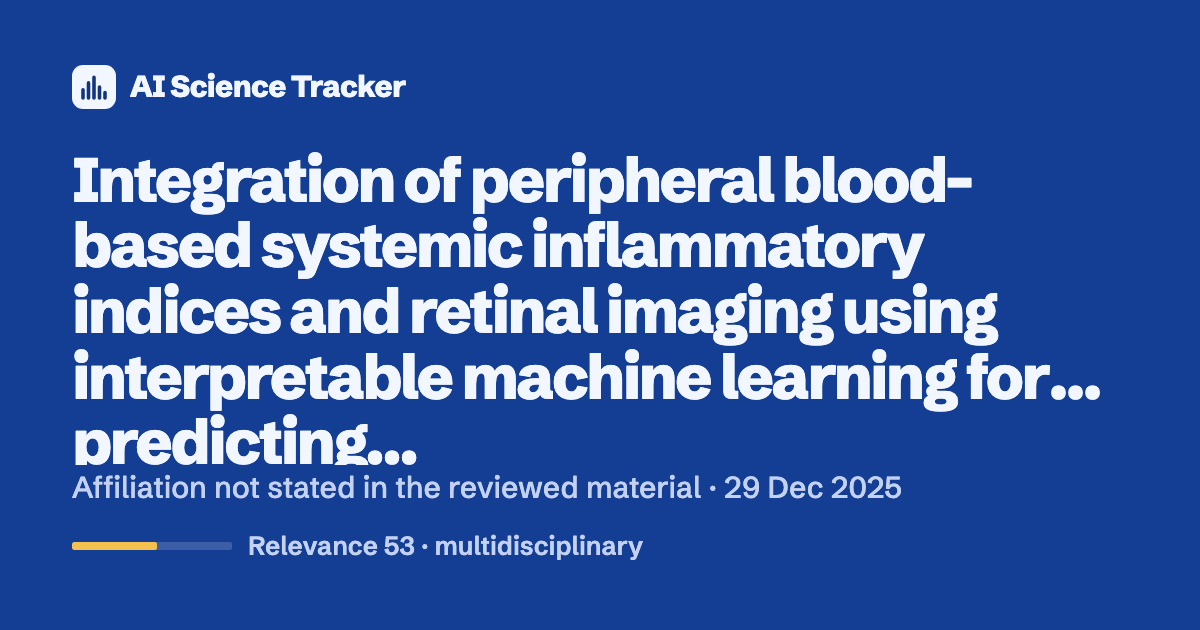 AI Science Tracker
Integration of peripheral blood-
based systemic inflammatory
indices and retinal imaging using
interpretable machine learning for...
predicting...
Affiliation not stated in the reviewed material · 29 Dec 2025
Relevance 53 · multidisciplinary